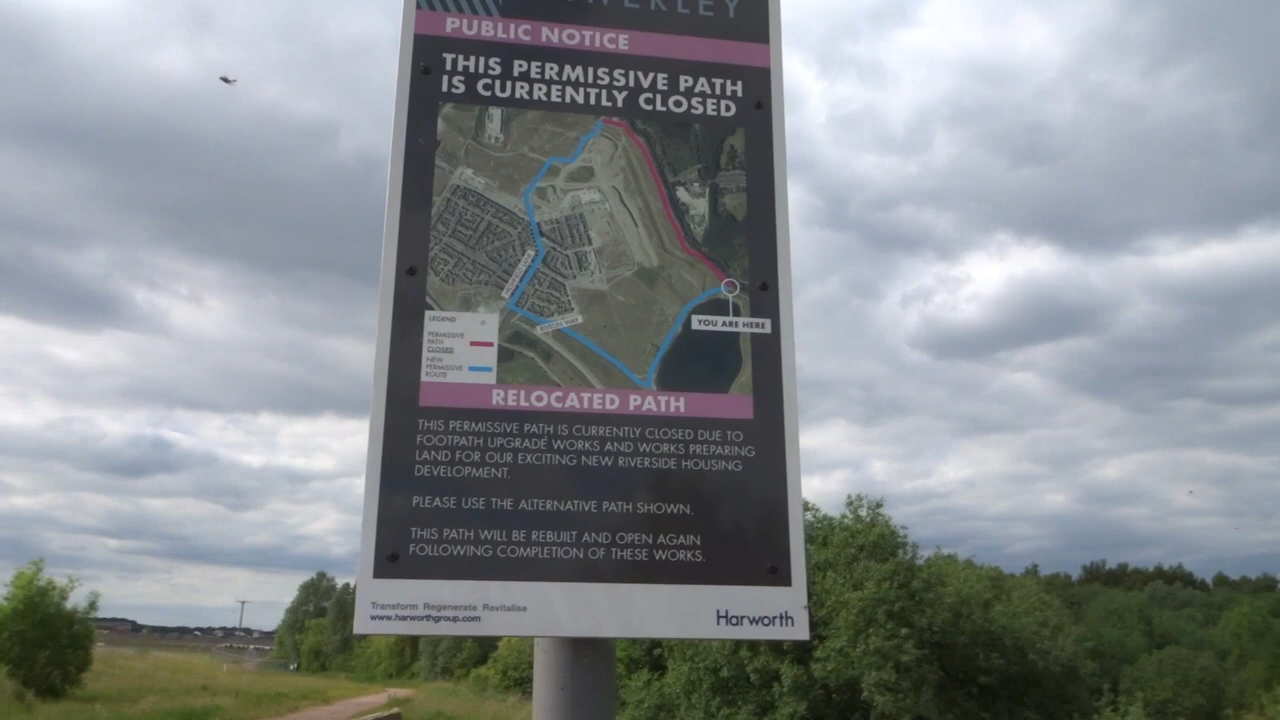 WAVERLEY
PUBLIC NOTICE
THIS PERMISSIVE PATH
IS CURRENTLY CLOSED
YOU ARE HERE
LEGEND
PERMISSIVE
PATH
CLOSED
NEW
PERMISSIVE
ROUTE
RELOCATED PATH
THIS PERMISSIVE PATH IS CURRENTLY CLOSED DUE TO
FOOTPATH UPGRADE WORKS AND WORKS PREPARING
LAND FOR OUR EXCITING NEW RIVERSIDE HOUSING
DEVELOPMENT.
PLEASE USE THE ALTERNATIVE PATH SHOWN.
THIS PATH WILL BE REBUILT AND OPEN AGAIN
FOLLOWING COMPLETION OF THESE WORKS.
Transform Regenerate Revitalise
www.harworthgroup.com
Harworth